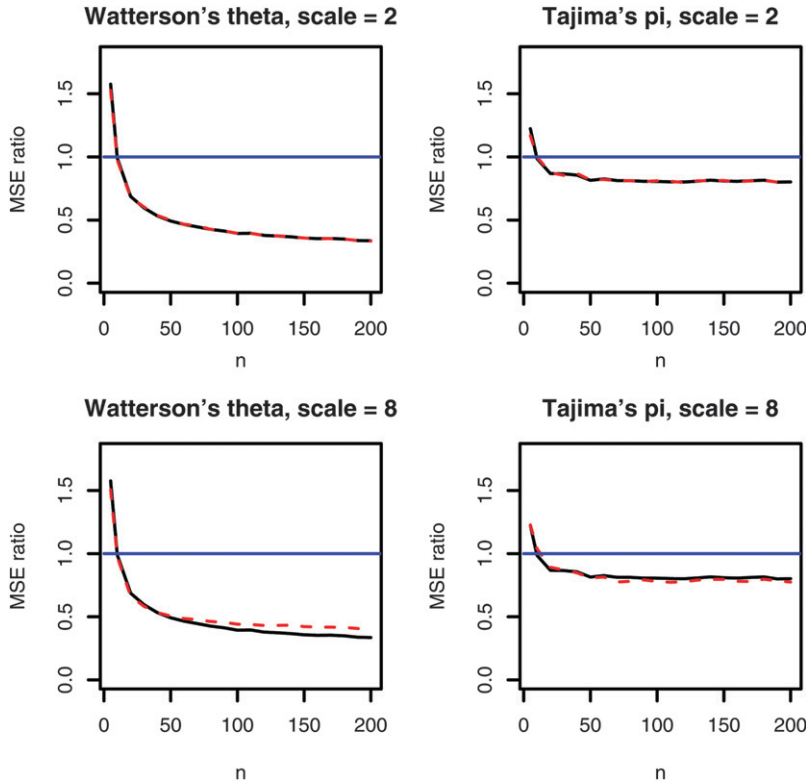 Watterson's theta, scale = 2
MSE ratio
1.5
1.0
0.5
0.0
0 50 100 150 200
n
Tajima's pi, scale = 2
MSE ratio
1.5
1.0
0.5
0.0
0 50 100 150 200
n
Watterson's theta, scale = 8
MSE ratio
1.5
1.0
0.5
0.0
0 50 100 150 200
n
Tajima's pi, scale = 8
MSE ratio
1.5
1.0
0.5
0.0
0 50 100 150 200
n